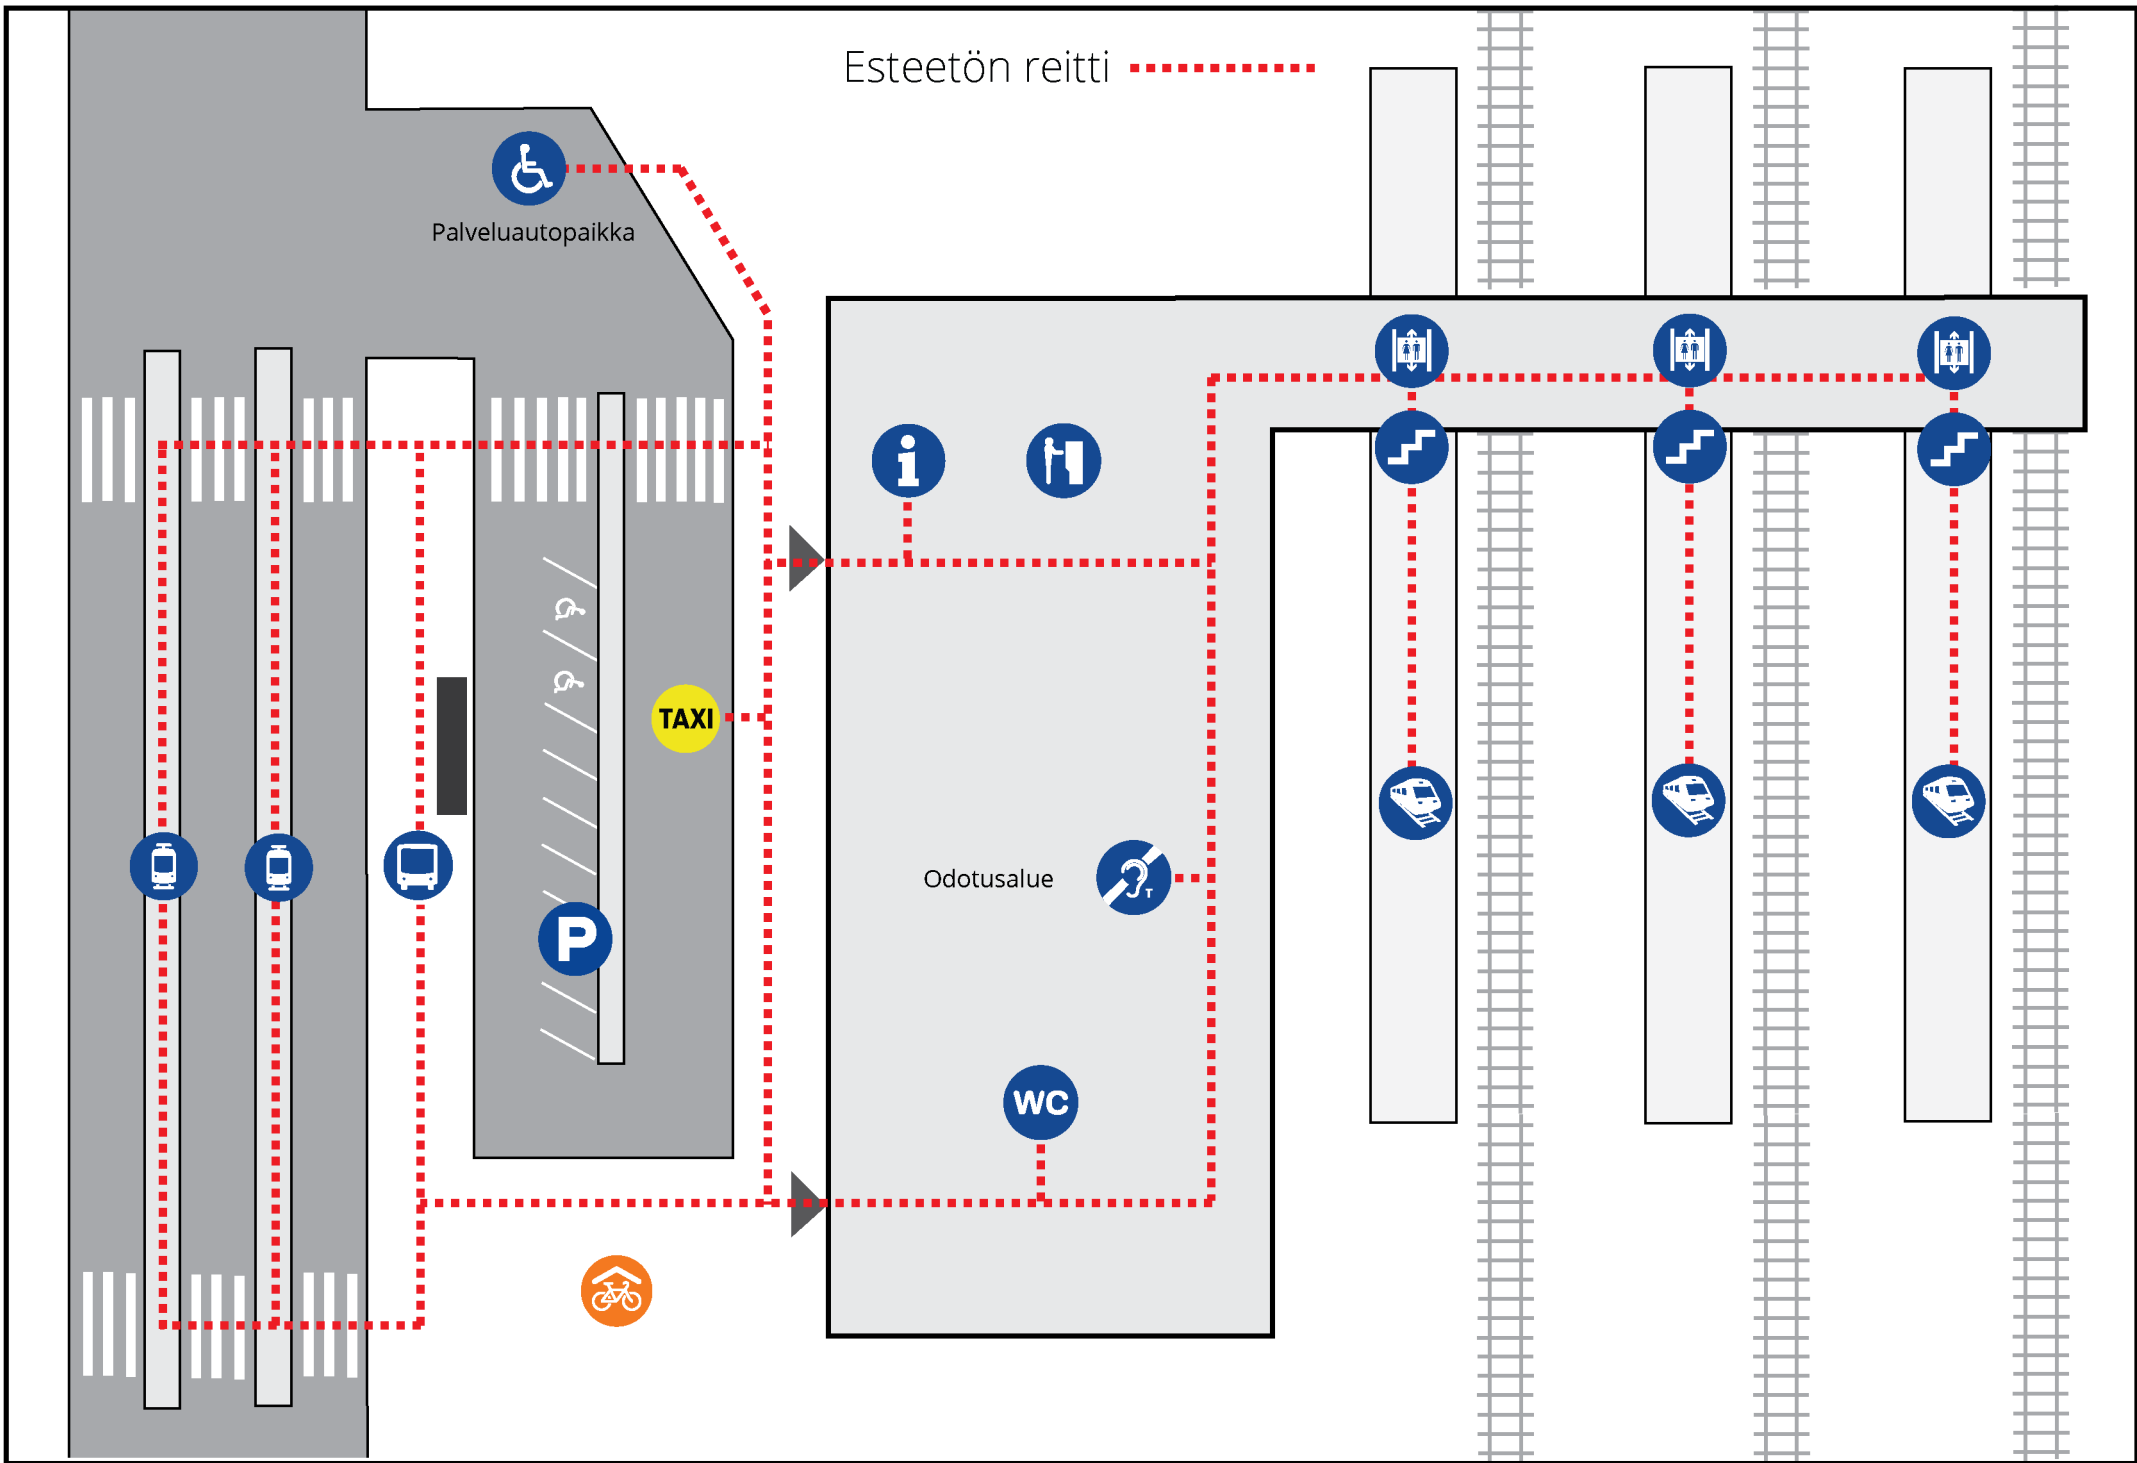 Esteetön reitti
Palveluautopaikka
i
TAXI
Odotusalue
T
P
WC